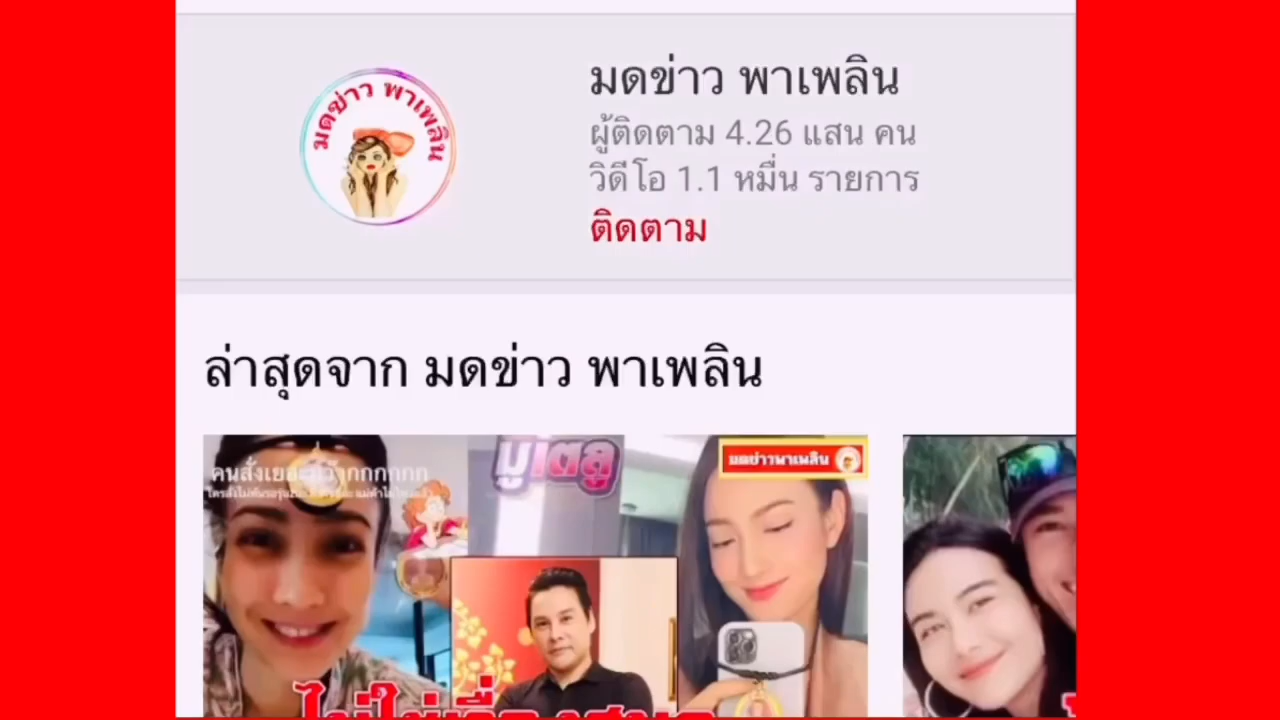 มดข่าว พาเพลิน
มดข่าว พาเพลิน
ผู้ติดตาม 4.26 แสน คน
วิดีโอ 1.1 หมื่น รายการ
ติดตาม
ล่าสุดจาก มดข่าว พาเพลิน
มูเตลู
มดข่าวพาเพลิน